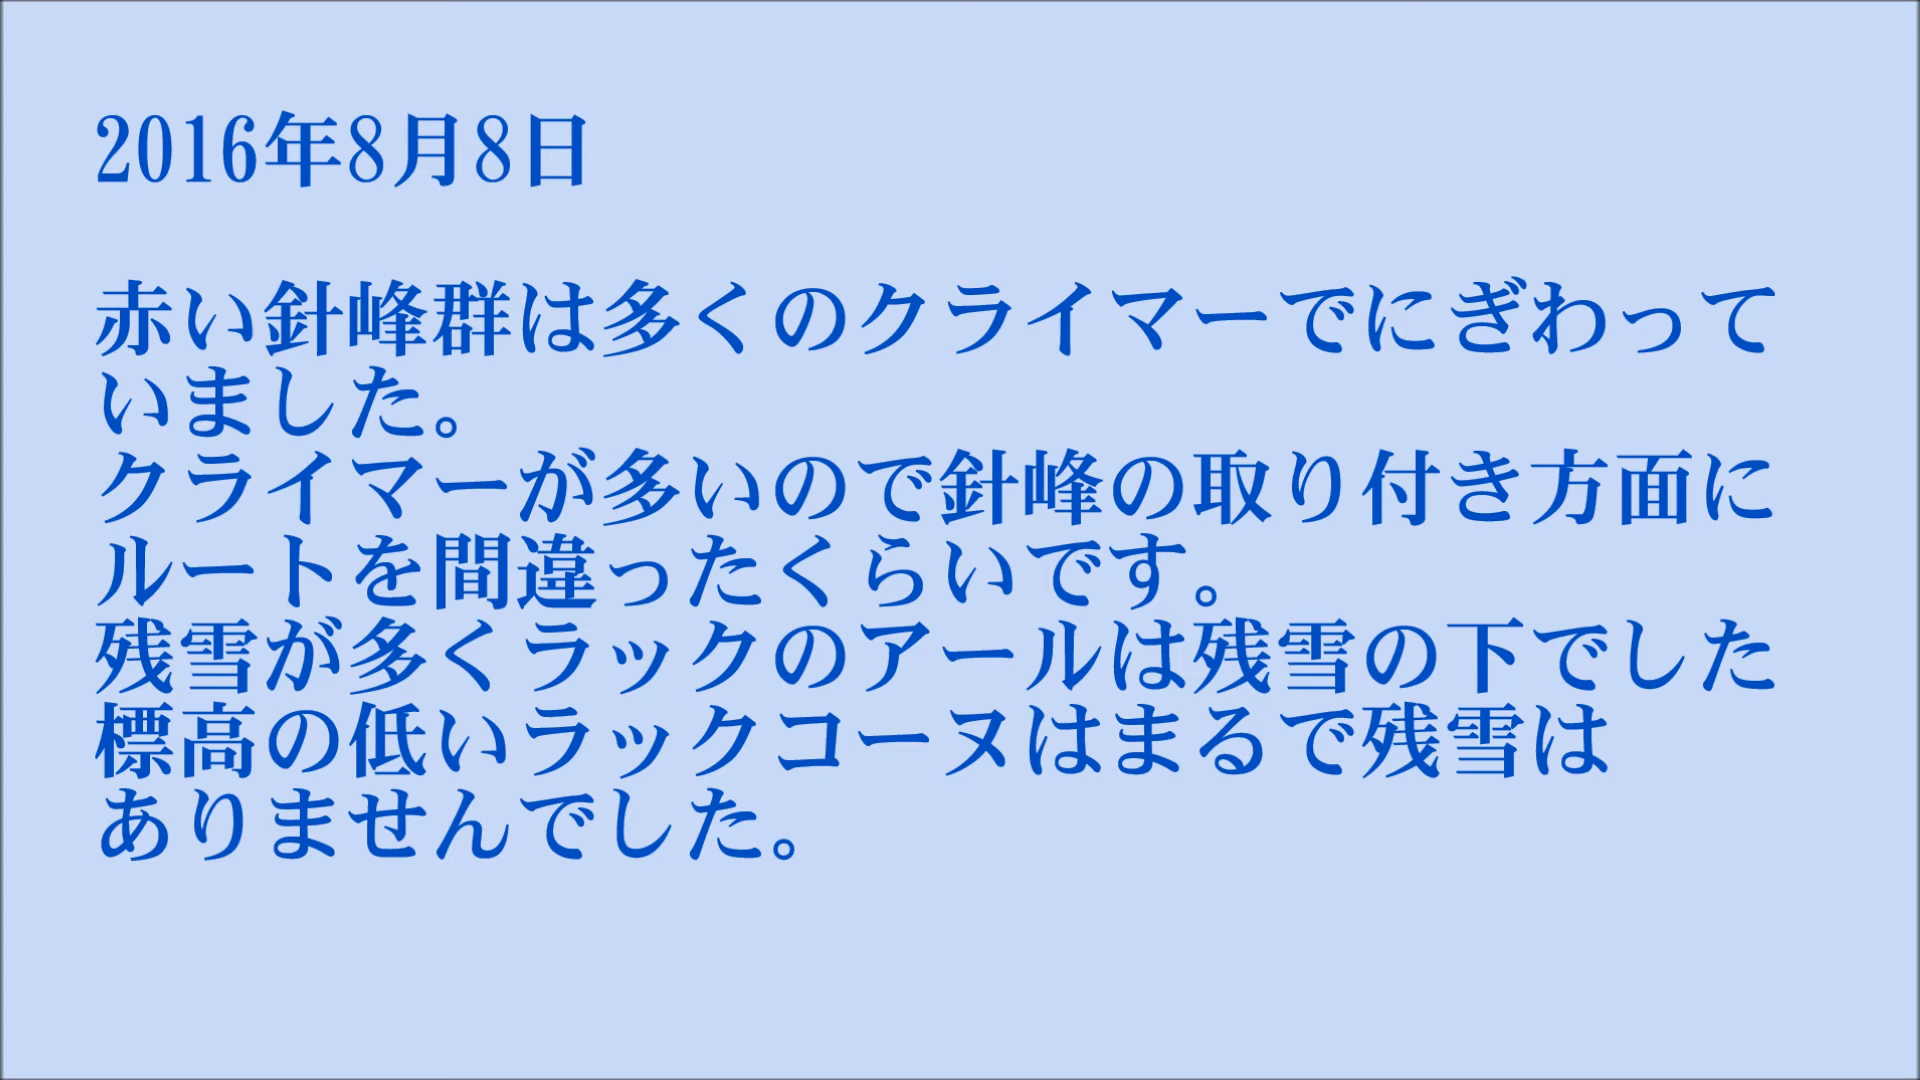 2016年8月8日
赤い針峰群は多くのクライマーでにぎわって
いました。
クライマーが多いので針峰の取り付き方面に
ルートを間違ったくらいです。
残雪が多くラックのアールは残雪の下でした
標高の低いラックコーヌはまるで残雪は
ありませんでした。